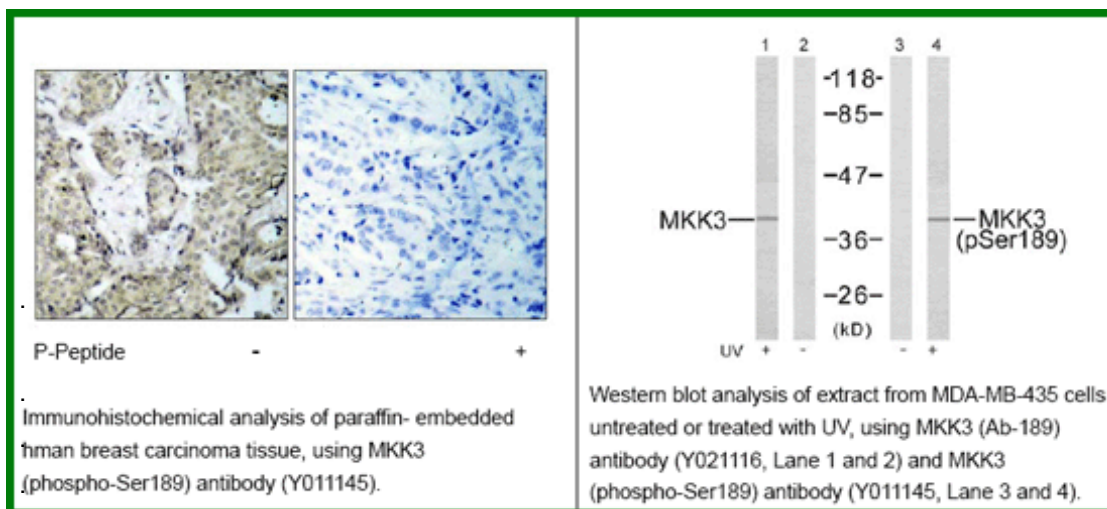 P-Peptide - +
Immunohistochemical analysis of paraffin- embedded
hman breast carcinoma tissue, using MKK3
(phospho-Ser189) antibody (Y011145).
1 2 3 4
-118-
-85-
-47-
MKK3
MKK3
(pSer189)
-36-
-26-
(kD)
UV + - - +
Western blot analysis of extract from MDA-MB-435 cells
untreated or treated with UV, using MKK3 (Ab-189)
antibody (Y021116, Lane 1 and 2) and MKK3
(phospho-Ser189) antibody (Y011145, Lane 3 and 4).